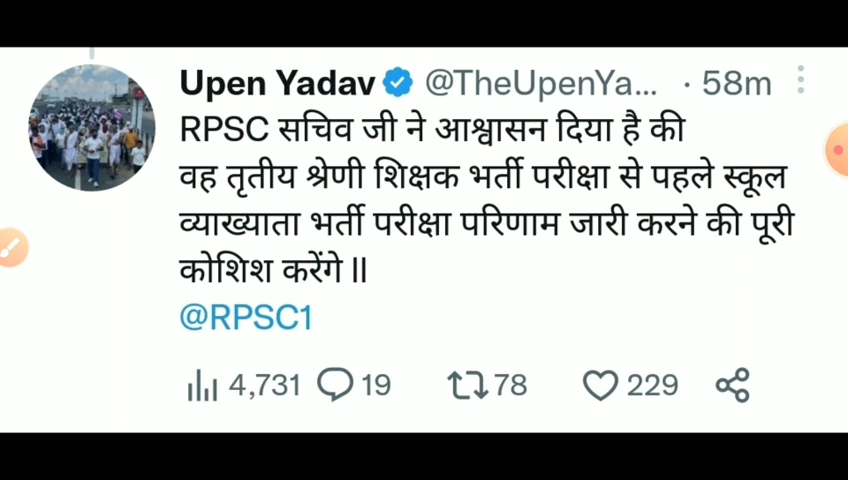 Upen Yadav @TheUpenYa... · 58m
RPSC सचिव जी ने आश्वासन दिया है की
वह तृतीय श्रेणी शिक्षक भर्ती परीक्षा से पहले स्कूल
व्याख्याता भर्ती परीक्षा परिणाम जारी करने की पूरी
कोशिश करेंगे ll
@RPSC1
4,731 19 78 229